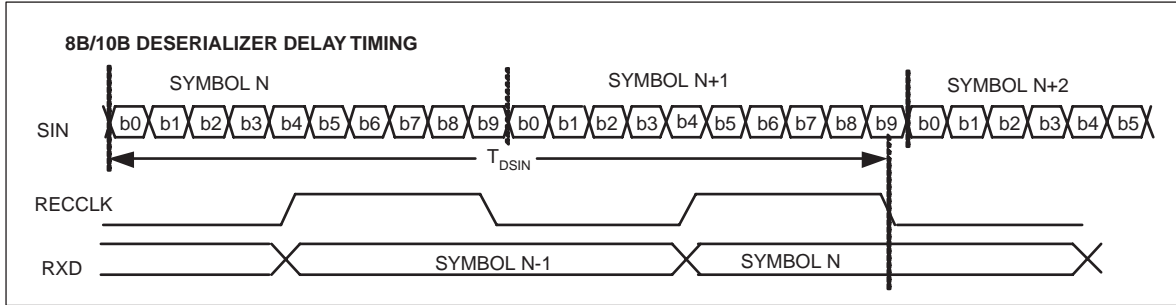 8B/10B DESERIALIZER DELAY TIMING
SYMBOL N SYMBOL N+1 SYMBOL N+2
SIN b0 b1 b2 b3 b4 b5 b6 b7 b8 b9 b0 b1 b2 b3 b4 b5 b6 b7 b8 b9 b0 b1 b2 b3 b4 b5
TDSIN
RECCLK
RXD SYMBOL N-1 SYMBOL N